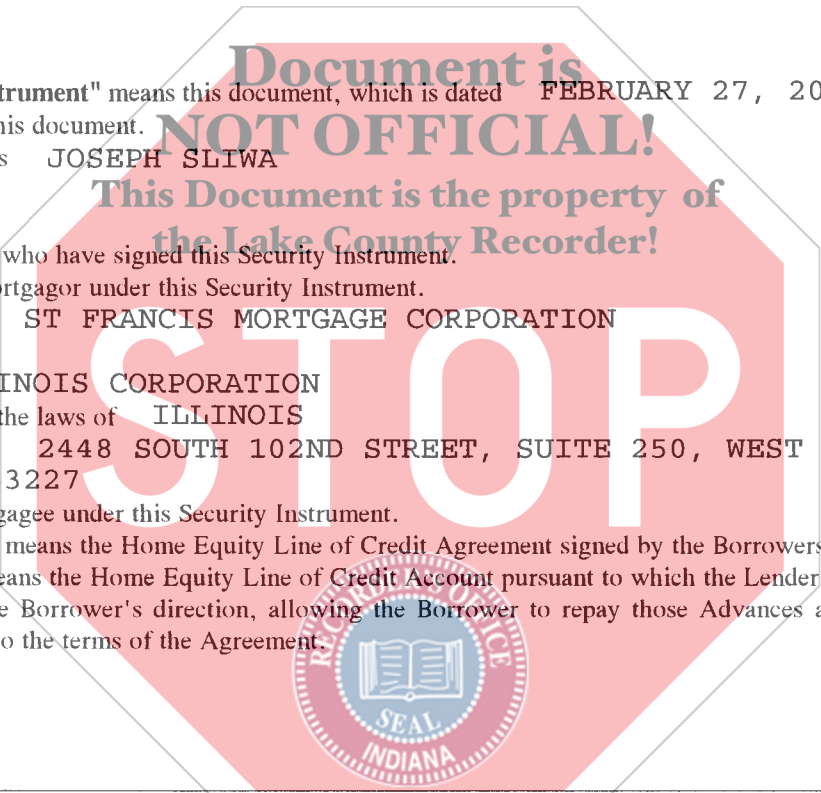 Document is
trument" means this document, which is dated FEBRUARY 27, 20
his document.
NOT OFFICIAL!
s JOSEPH SLIWA
This Document is the property of
the Lake County Recorder!
who have signed this Security Instrument.
rtgagor under this Security Instrument.
ST FRANCIS MORTGAGE CORPORATION
STOP
INOIS CORPORATION
the laws of ILLINOIS
2448 SOUTH 102ND STREET, SUITE 250, WEST
3227
gagee under this Security Instrument.
means the Home Equity Line of Credit Agreement signed by the Borrowers
eans the Home Equity Line of Credit Account pursuant to which the Lender
e Borrower's direction, allowing the Borrower to repay those Advances a
o the terms of the Agreement.
RECORDER OFFICE
SEAL
INDIANA